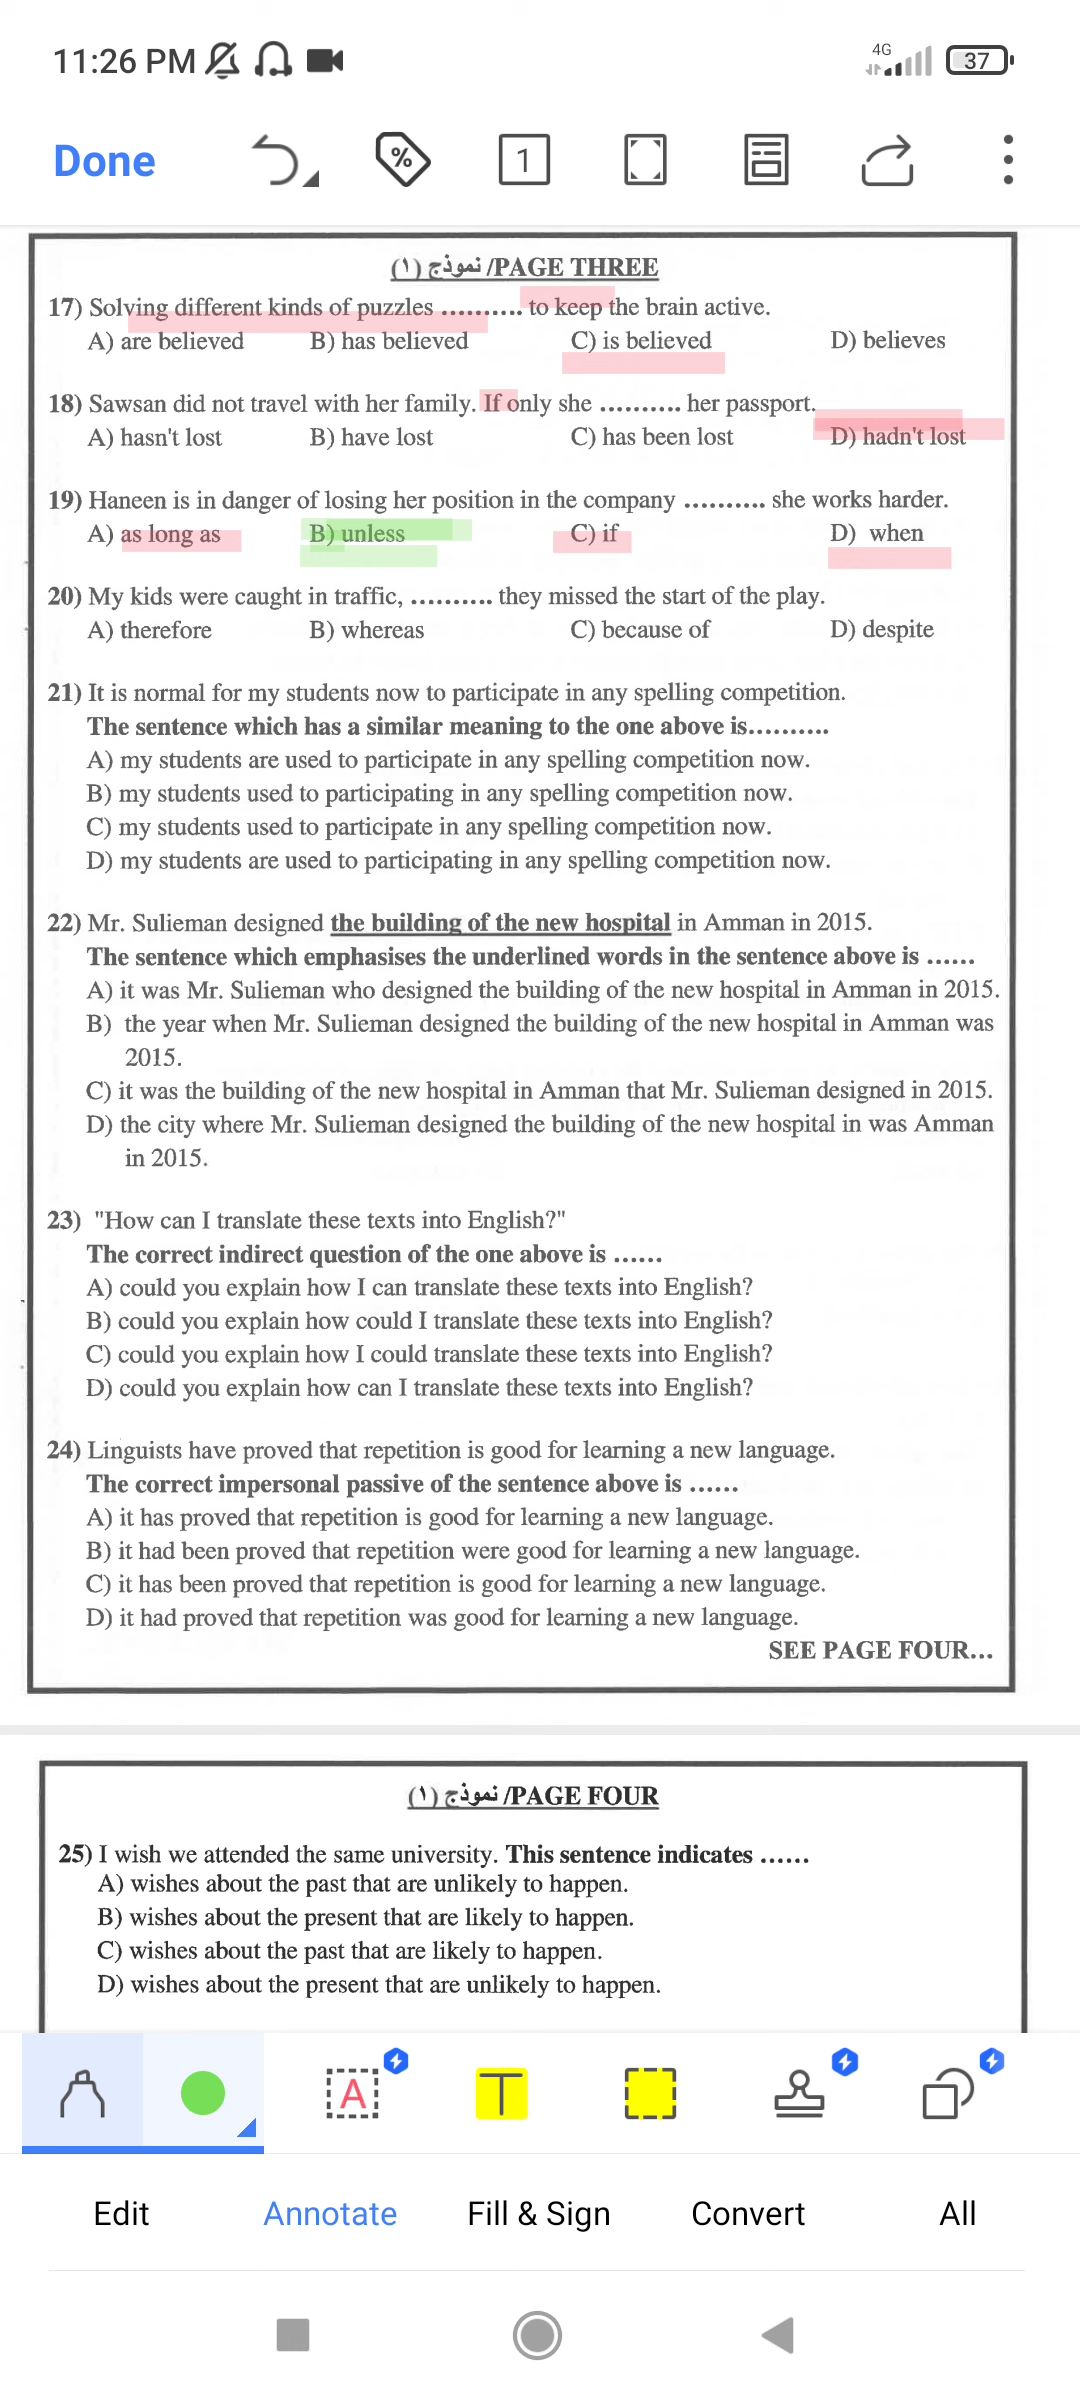 11:26 PM
4G
37
Done
%
1
نموذج (١) /PAGE THREE
17) Solving different kinds of puzzles .......... to keep the brain active.
A) are believed B) has believed C) is believed D) believes
18) Sawsan did not travel with her family. If only she .......... her passport.
A) hasn't lost B) have lost C) has been lost D) hadn't lost
19) Haneen is in danger of losing her position in the company .......... she works harder.
A) as long as B) unless C) if D) when
20) My kids were caught in traffic, .......... they missed the start of the play.
A) therefore B) whereas C) because of D) despite
21) It is normal for my students now to participate in any spelling competition.
The sentence which has a similar meaning to the one above is..........
A) my students are used to participate in any spelling competition now.
B) my students used to participating in any spelling competition now.
C) my students used to participate in any spelling competition now.
D) my students are used to participating in any spelling competition now.
22) Mr. Sulieman designed the building of the new hospital in Amman in 2015.
The sentence which emphasises the underlined words in the sentence above is ......
A) it was Mr. Sulieman who designed the building of the new hospital in Amman in 2015.
B) the year when Mr. Sulieman designed the building of the new hospital in Amman was
2015.
C) it was the building of the new hospital in Amman that Mr. Sulieman designed in 2015.
D) the city where Mr. Sulieman designed the building of the new hospital in was Amman
in 2015.
23) "How can I translate these texts into English?"
The correct indirect question of the one above is ......
A) could you explain how I can translate these texts into English?
B) could you explain how could I translate these texts into English?
C) could you explain how I could translate these texts into English?
D) could you explain how can I translate these texts into English?
24) Linguists have proved that repetition is good for learning a new language.
The correct impersonal passive of the sentence above is ......
A) it has proved that repetition is good for learning a new language.
B) it had been proved that repetition were good for learning a new language.
C) it has been proved that repetition is good for learning a new language.
D) it had proved that repetition was good for learning a new language.
SEE PAGE FOUR...
نموذج (١) /PAGE FOUR
25) I wish we attended the same university. This sentence indicates ......
A) wishes about the past that are unlikely to happen.
B) wishes about the present that are likely to happen.
C) wishes about the past that are likely to happen.
D) wishes about the present that are unlikely to happen.
A
T
Edit Annotate Fill & Sign Convert All